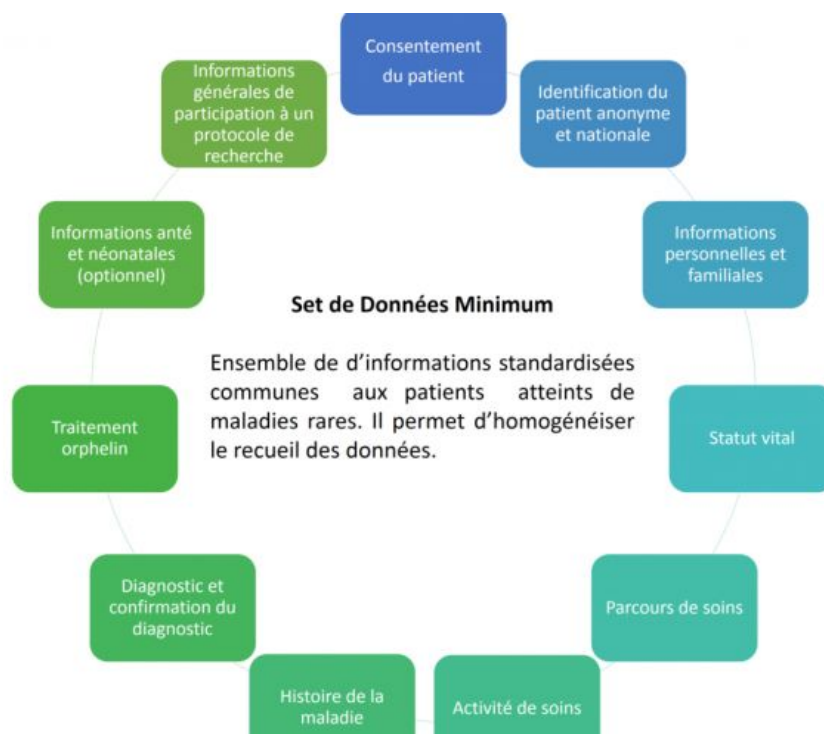 Consentement
du patient
Identification du
patient anonyme
et nationale
Informations
personnelles et
familiales
Statut vital
Parcours de soins
Activité de soins
Histoire de la
maladie
Diagnostic et
confirmation du
diagnostic
Traitement
orphelin
Informations anté
et néonatales
(optionnel)
Informations
générales de
participation à un
protocole de
recherche
Set de Données Minimum
Ensemble de d’informations standardisées
communes aux patients atteints de
maladies rares. Il permet d’homogénéiser
le recueil des données.